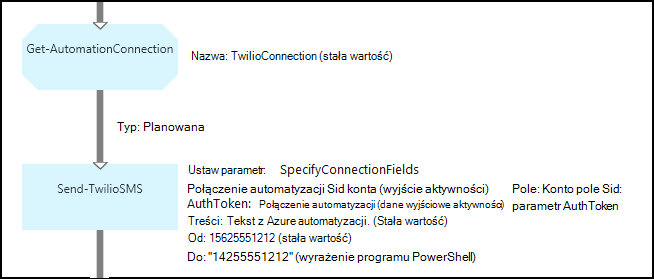 Get-AutomationConnection
Nazwa: TwilioConnection (stała wartość)
Typ: Planowana
Send-TwilioSMS
Ustaw parametr: SpecifyConnectionFields
Połączenie automatyzacji Sid konta (wyjście aktywności) Pole: Konto pole Sid:
AuthToken: Połączenie automatyzacji (dane wyjściowe aktywności) parametr AuthToken
Treści: Tekst z Azure automatyzacji. (Stała wartość)
Od: 15625551212 (stała wartość)
Do: "14255551212" (wyrażenie programu PowerShell)